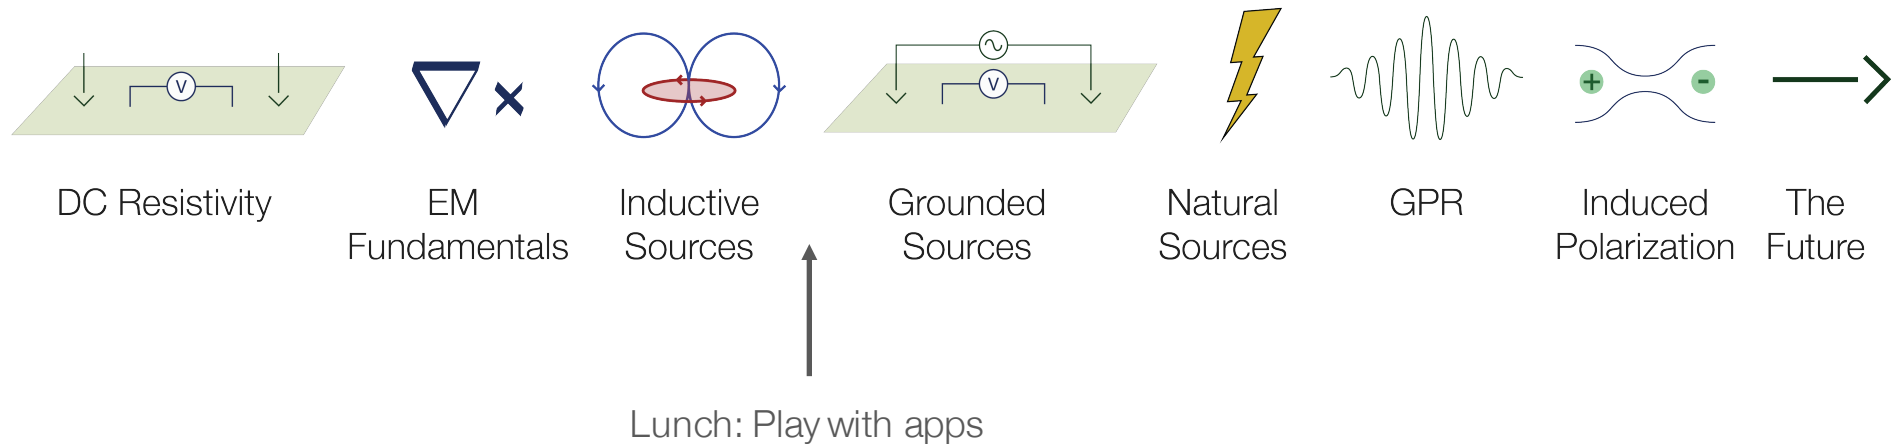 V
V
+
-
DC Resistivity
EM
Fundamentals
Inductive
Sources
Grounded
Sources
Natural
Sources
GPR
Induced
Polarization
The
Future
Lunch: Play with apps